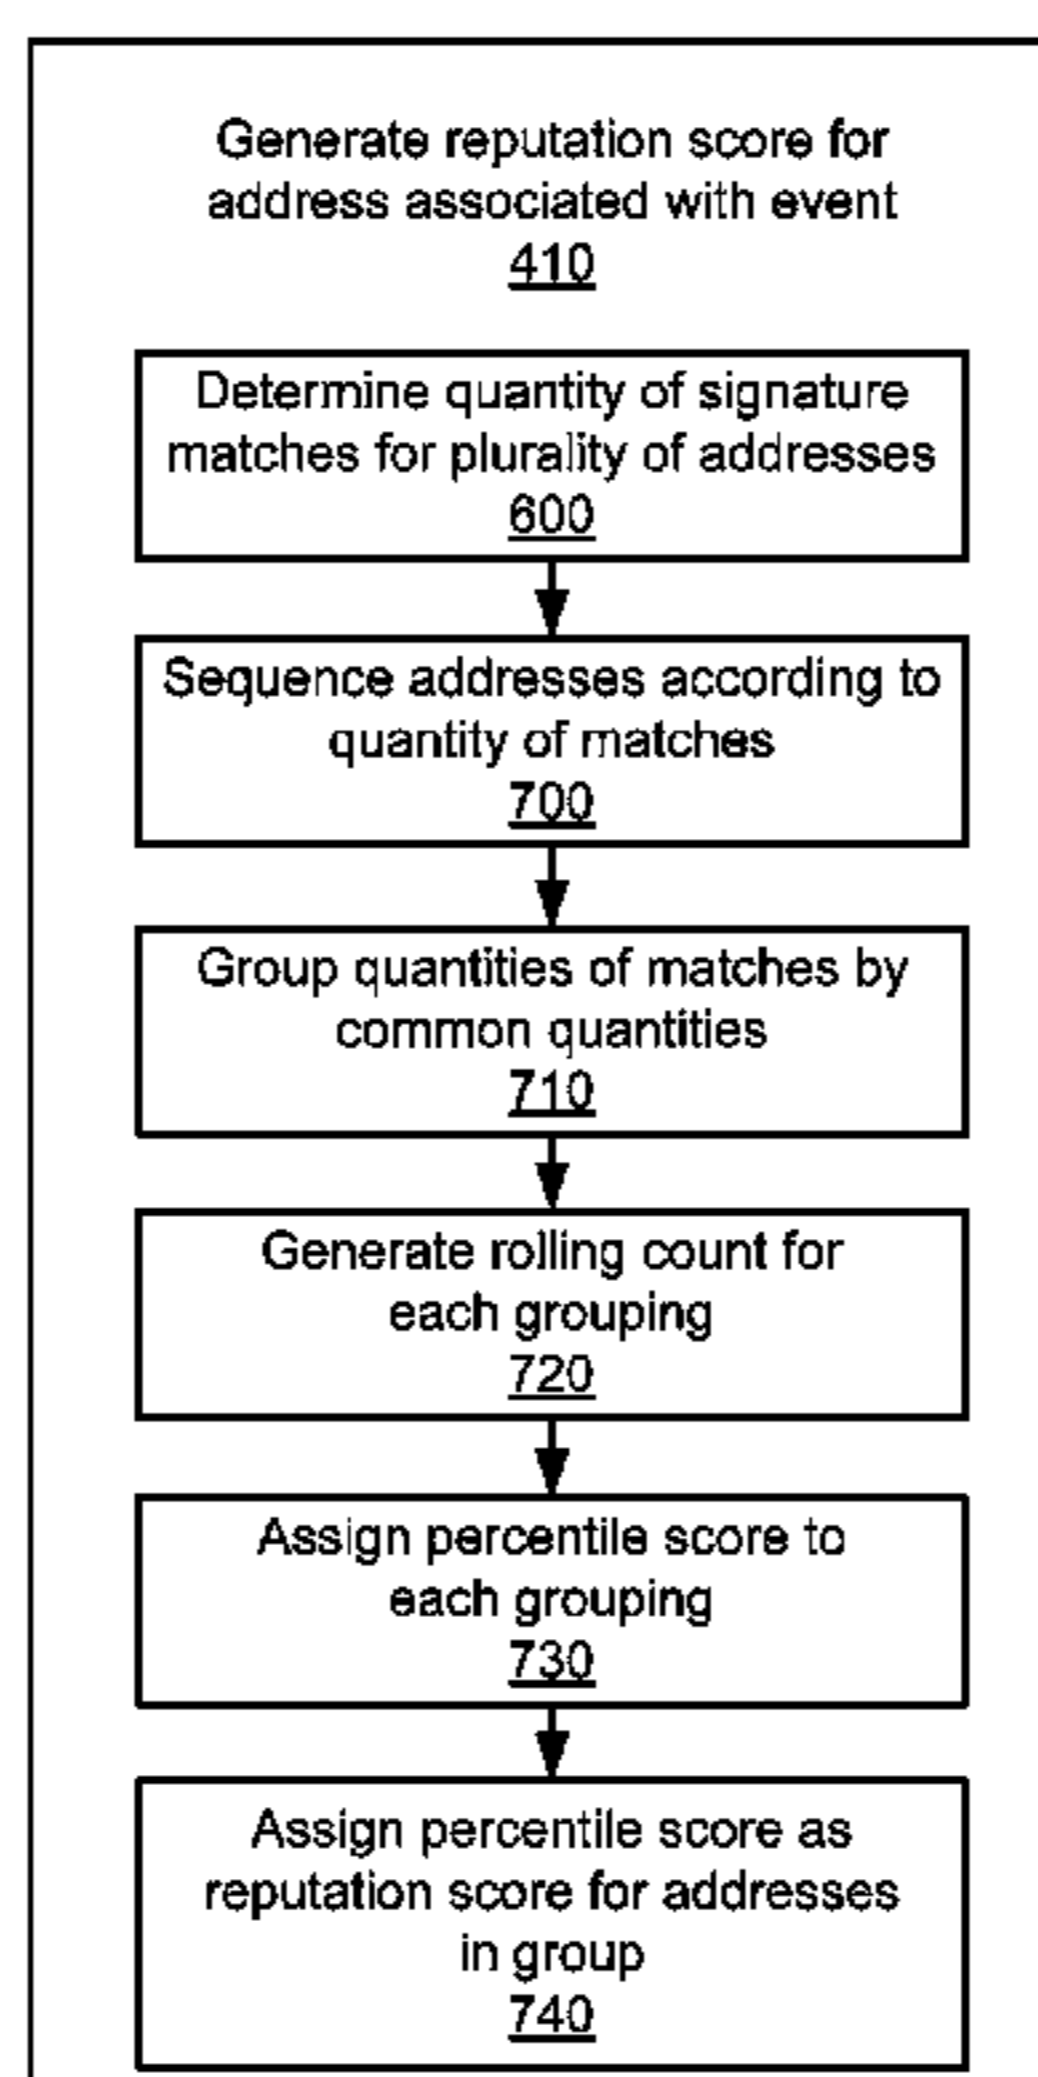 Generate reputation score for
address associated with event
410
Determine quantity of signature
matches for plurality of addresses
600
Sequence addresses according to
quantity of matches
700
Group quantities of matches by
common quantities
710
Generate rolling count for
each grouping
720
Assign percentile score to
each grouping
730
Assign percentile score as
reputation score for addresses
in group
740